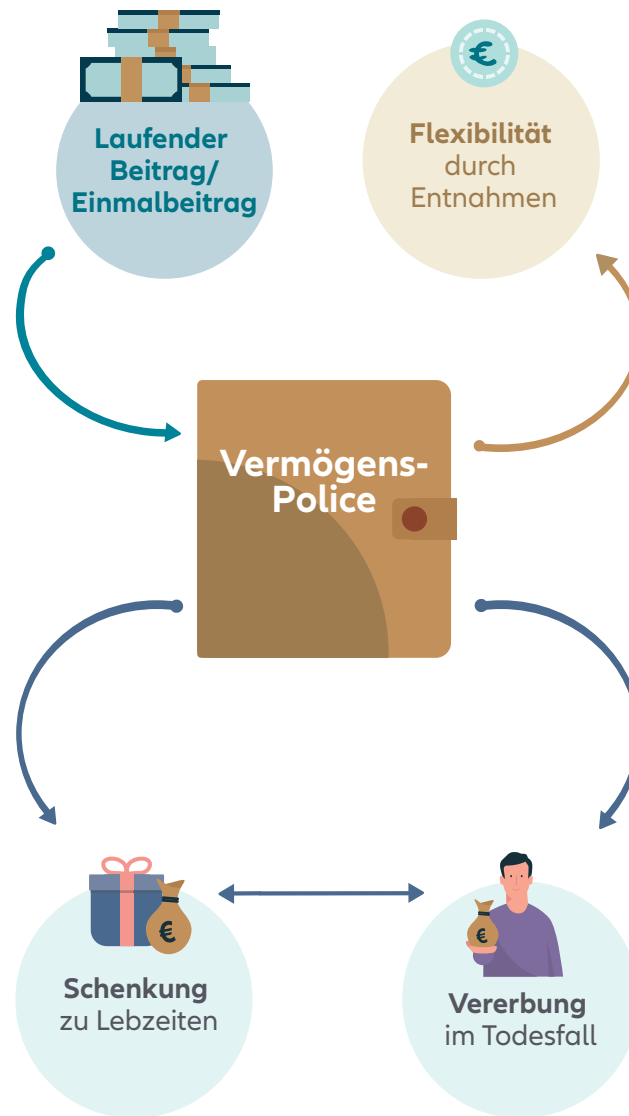 Laufender
Beitrag/
Einmalbeitrag
€
Flexibilität
durch
Entnahmen
Vermögens-
Police
€
Schenkung
zu Lebzeiten
€
Vererbung
im Todesfall